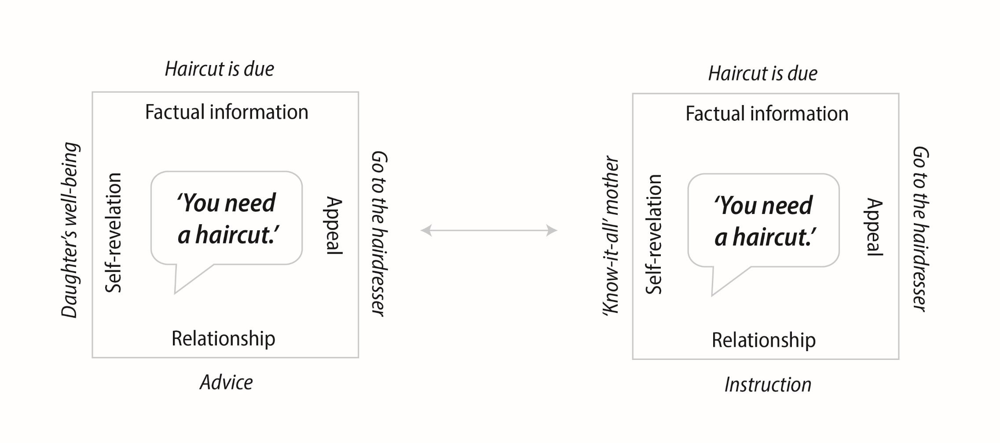 Haircut is due
Factual information
Daughter's well-being
Self-revelation
‘You need
a haircut.’
Appeal
Go to the hairdresser
Relationship
Advice
Haircut is due
Factual information
‘Know-it-all’ mother
Self-revelation
‘You need
a haircut.’
Appeal
Go to the hairdresser
Relationship
Instruction